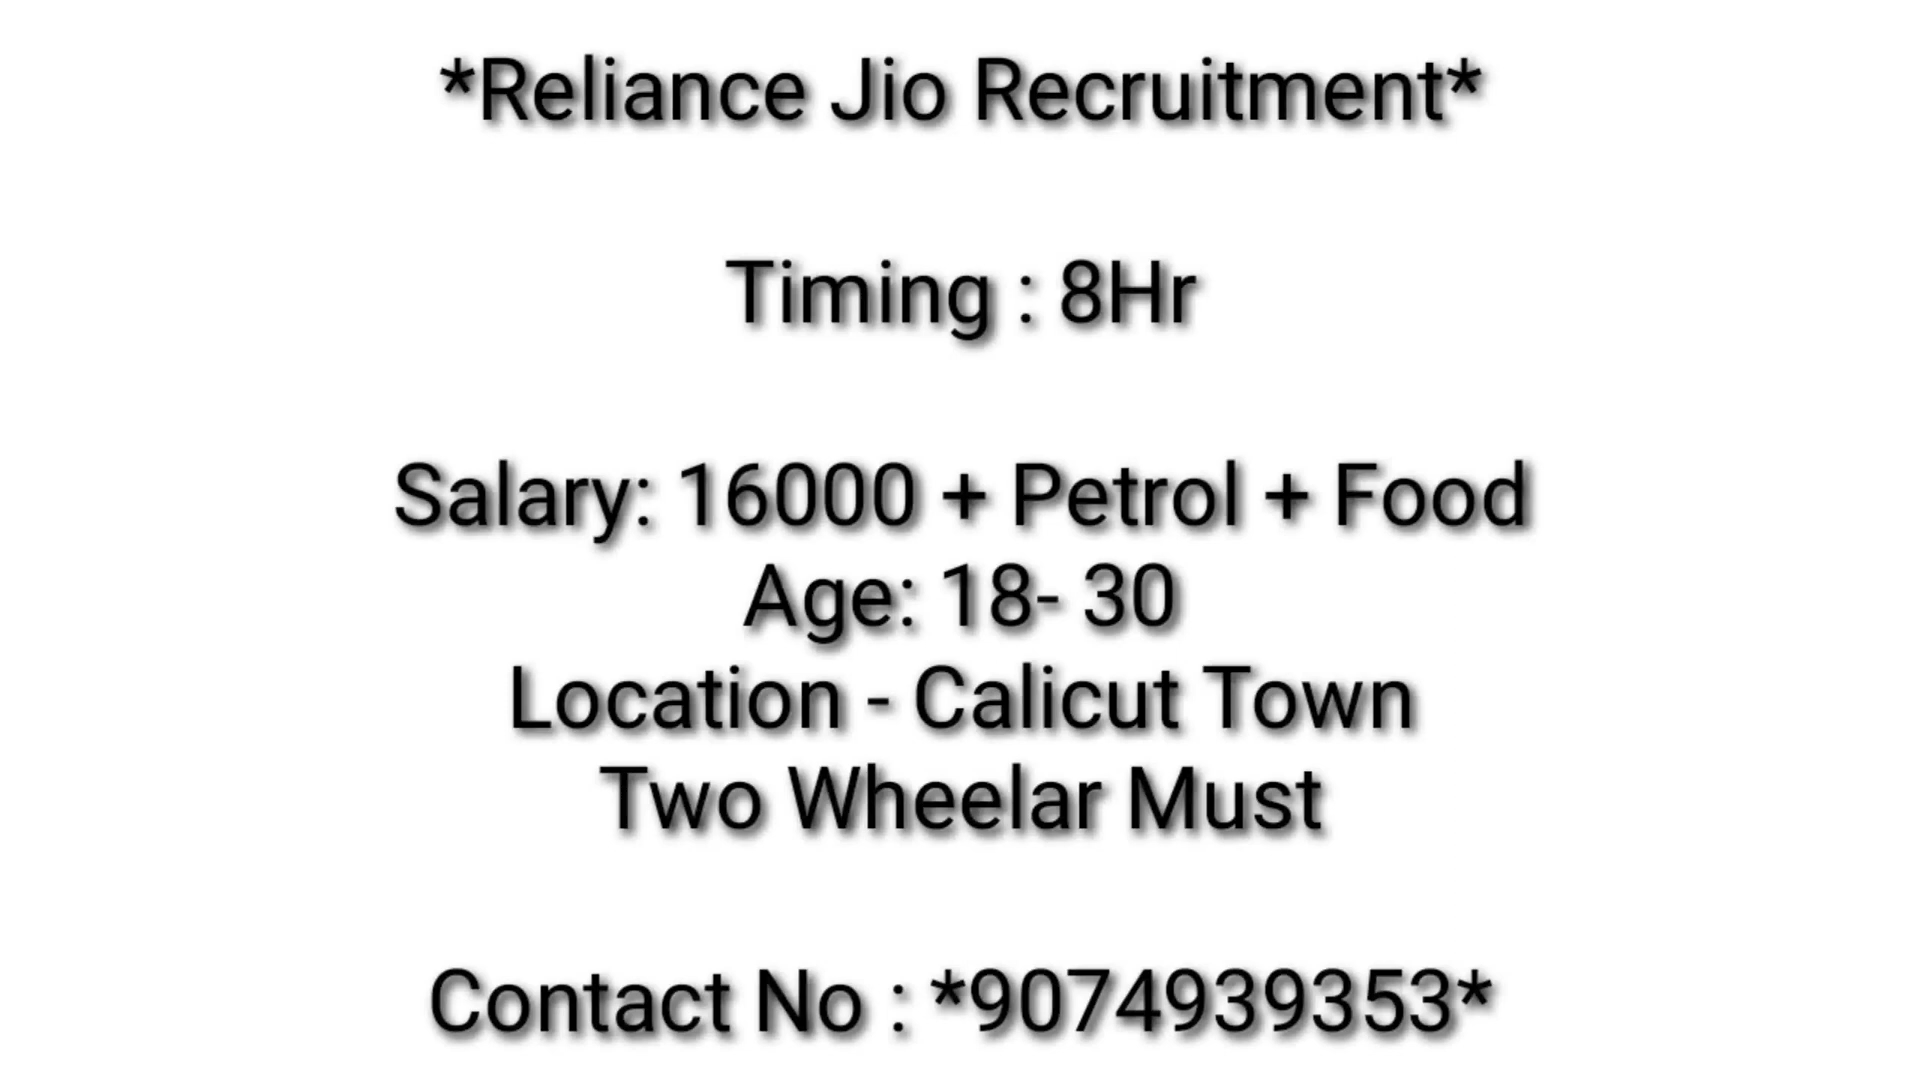 *Reliance Jio Recruitment*
Timing : 8Hr
Salary: 16000 + Petrol + Food
Age: 18- 30
Location - Calicut Town
Two Wheelar Must
Contact No : *9074939353*